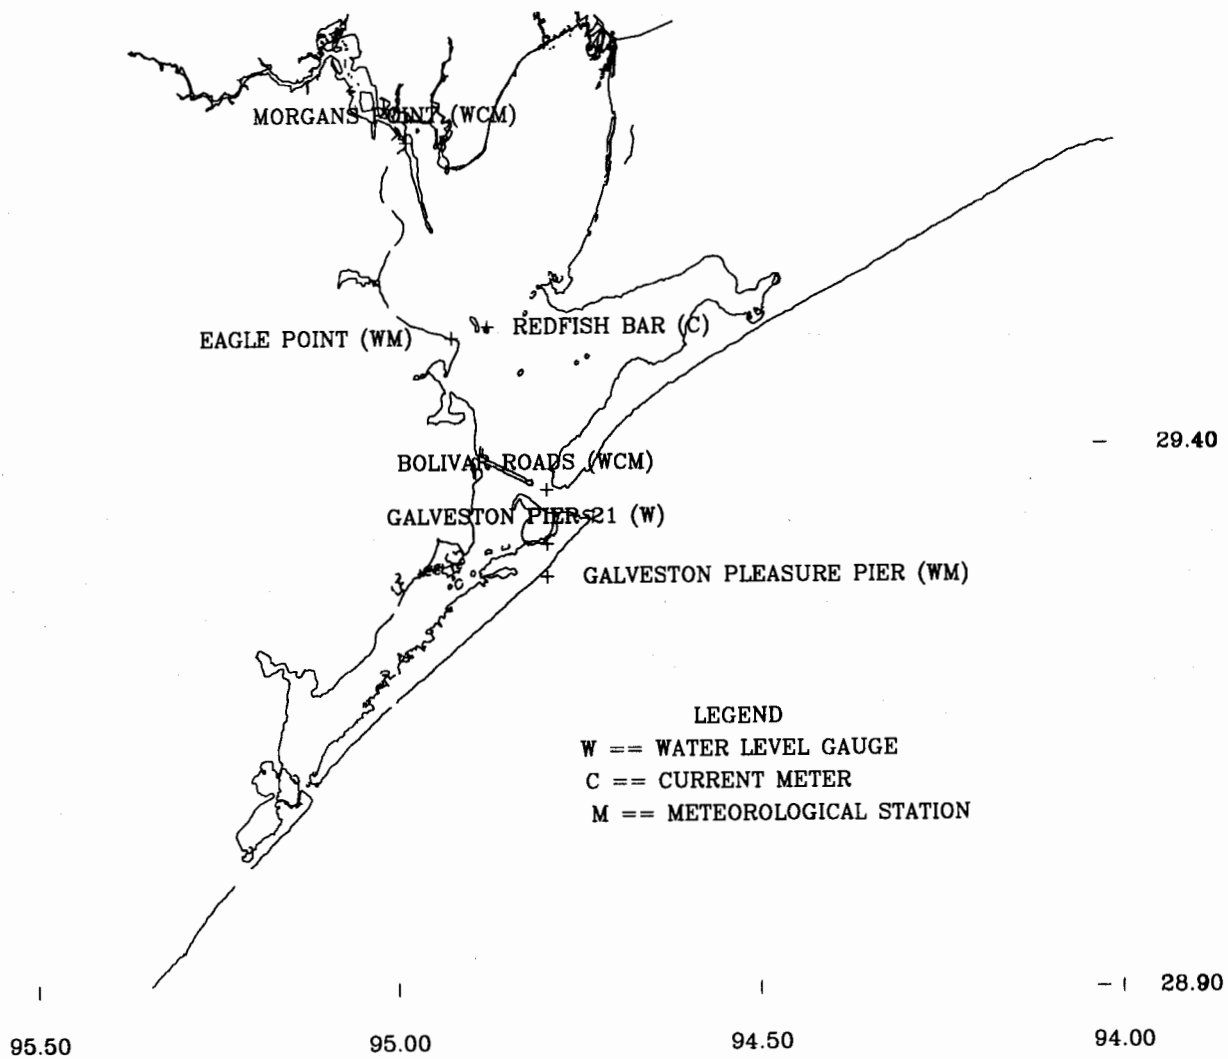 MORGANS POINT (WCM)
REDFISH BAR (C)
EAGLE POINT (WM)
29.40
BOLIVAR ROADS (WCM)
GALVESTON PIER 21 (W)
GALVESTON PLEASURE PIER (WM)
LEGEND
W == WATER LEVEL GAUGE
C == CURRENT METER
M == METEOROLOGICAL STATION
28.90
95.50
95.00
94.50
94.00